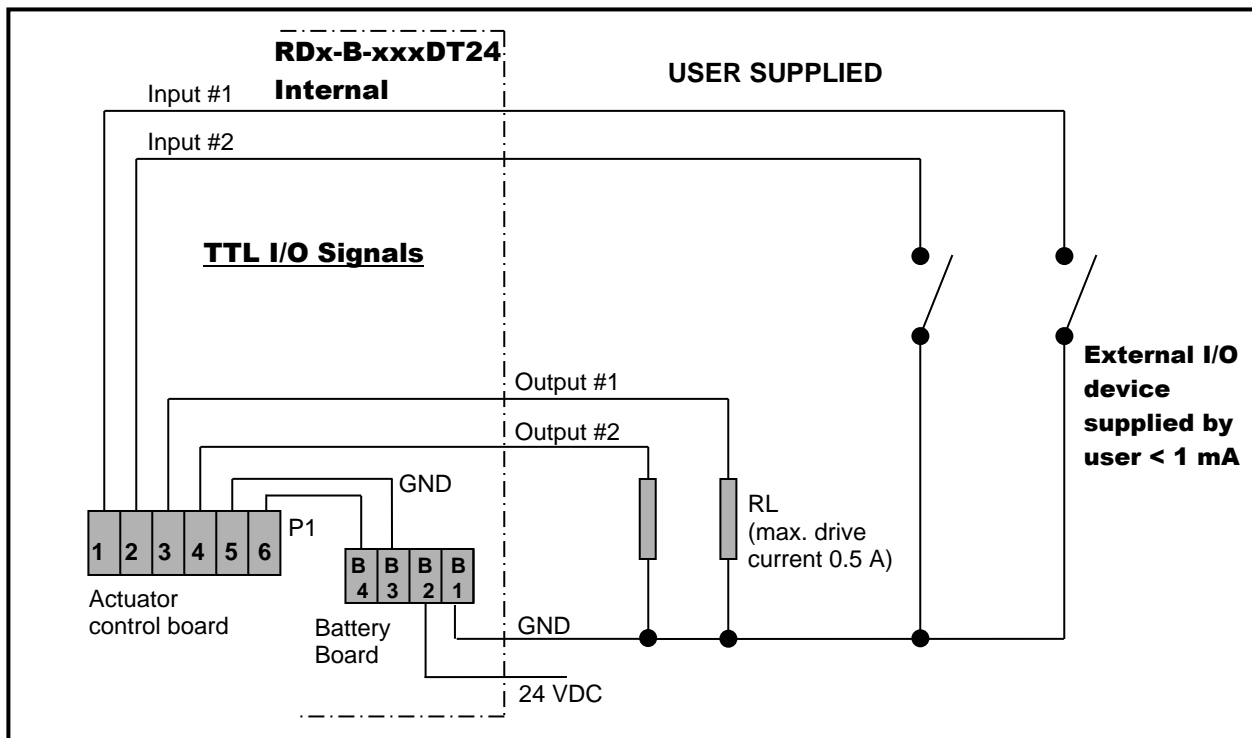 RDx-B-xxxDT24
Internal
USER SUPPLIED
Input #1
Input #2
TTL I/O Signals
External I/O
device
supplied by
user < 1 mA
Output #1
Output #2
GND
RL
(max. drive
current 0.5 A)
P1
1 2 3 4 5 6
B B B B
4 3 2 1
Actuator
control board
Battery
Board
GND
24 VDC